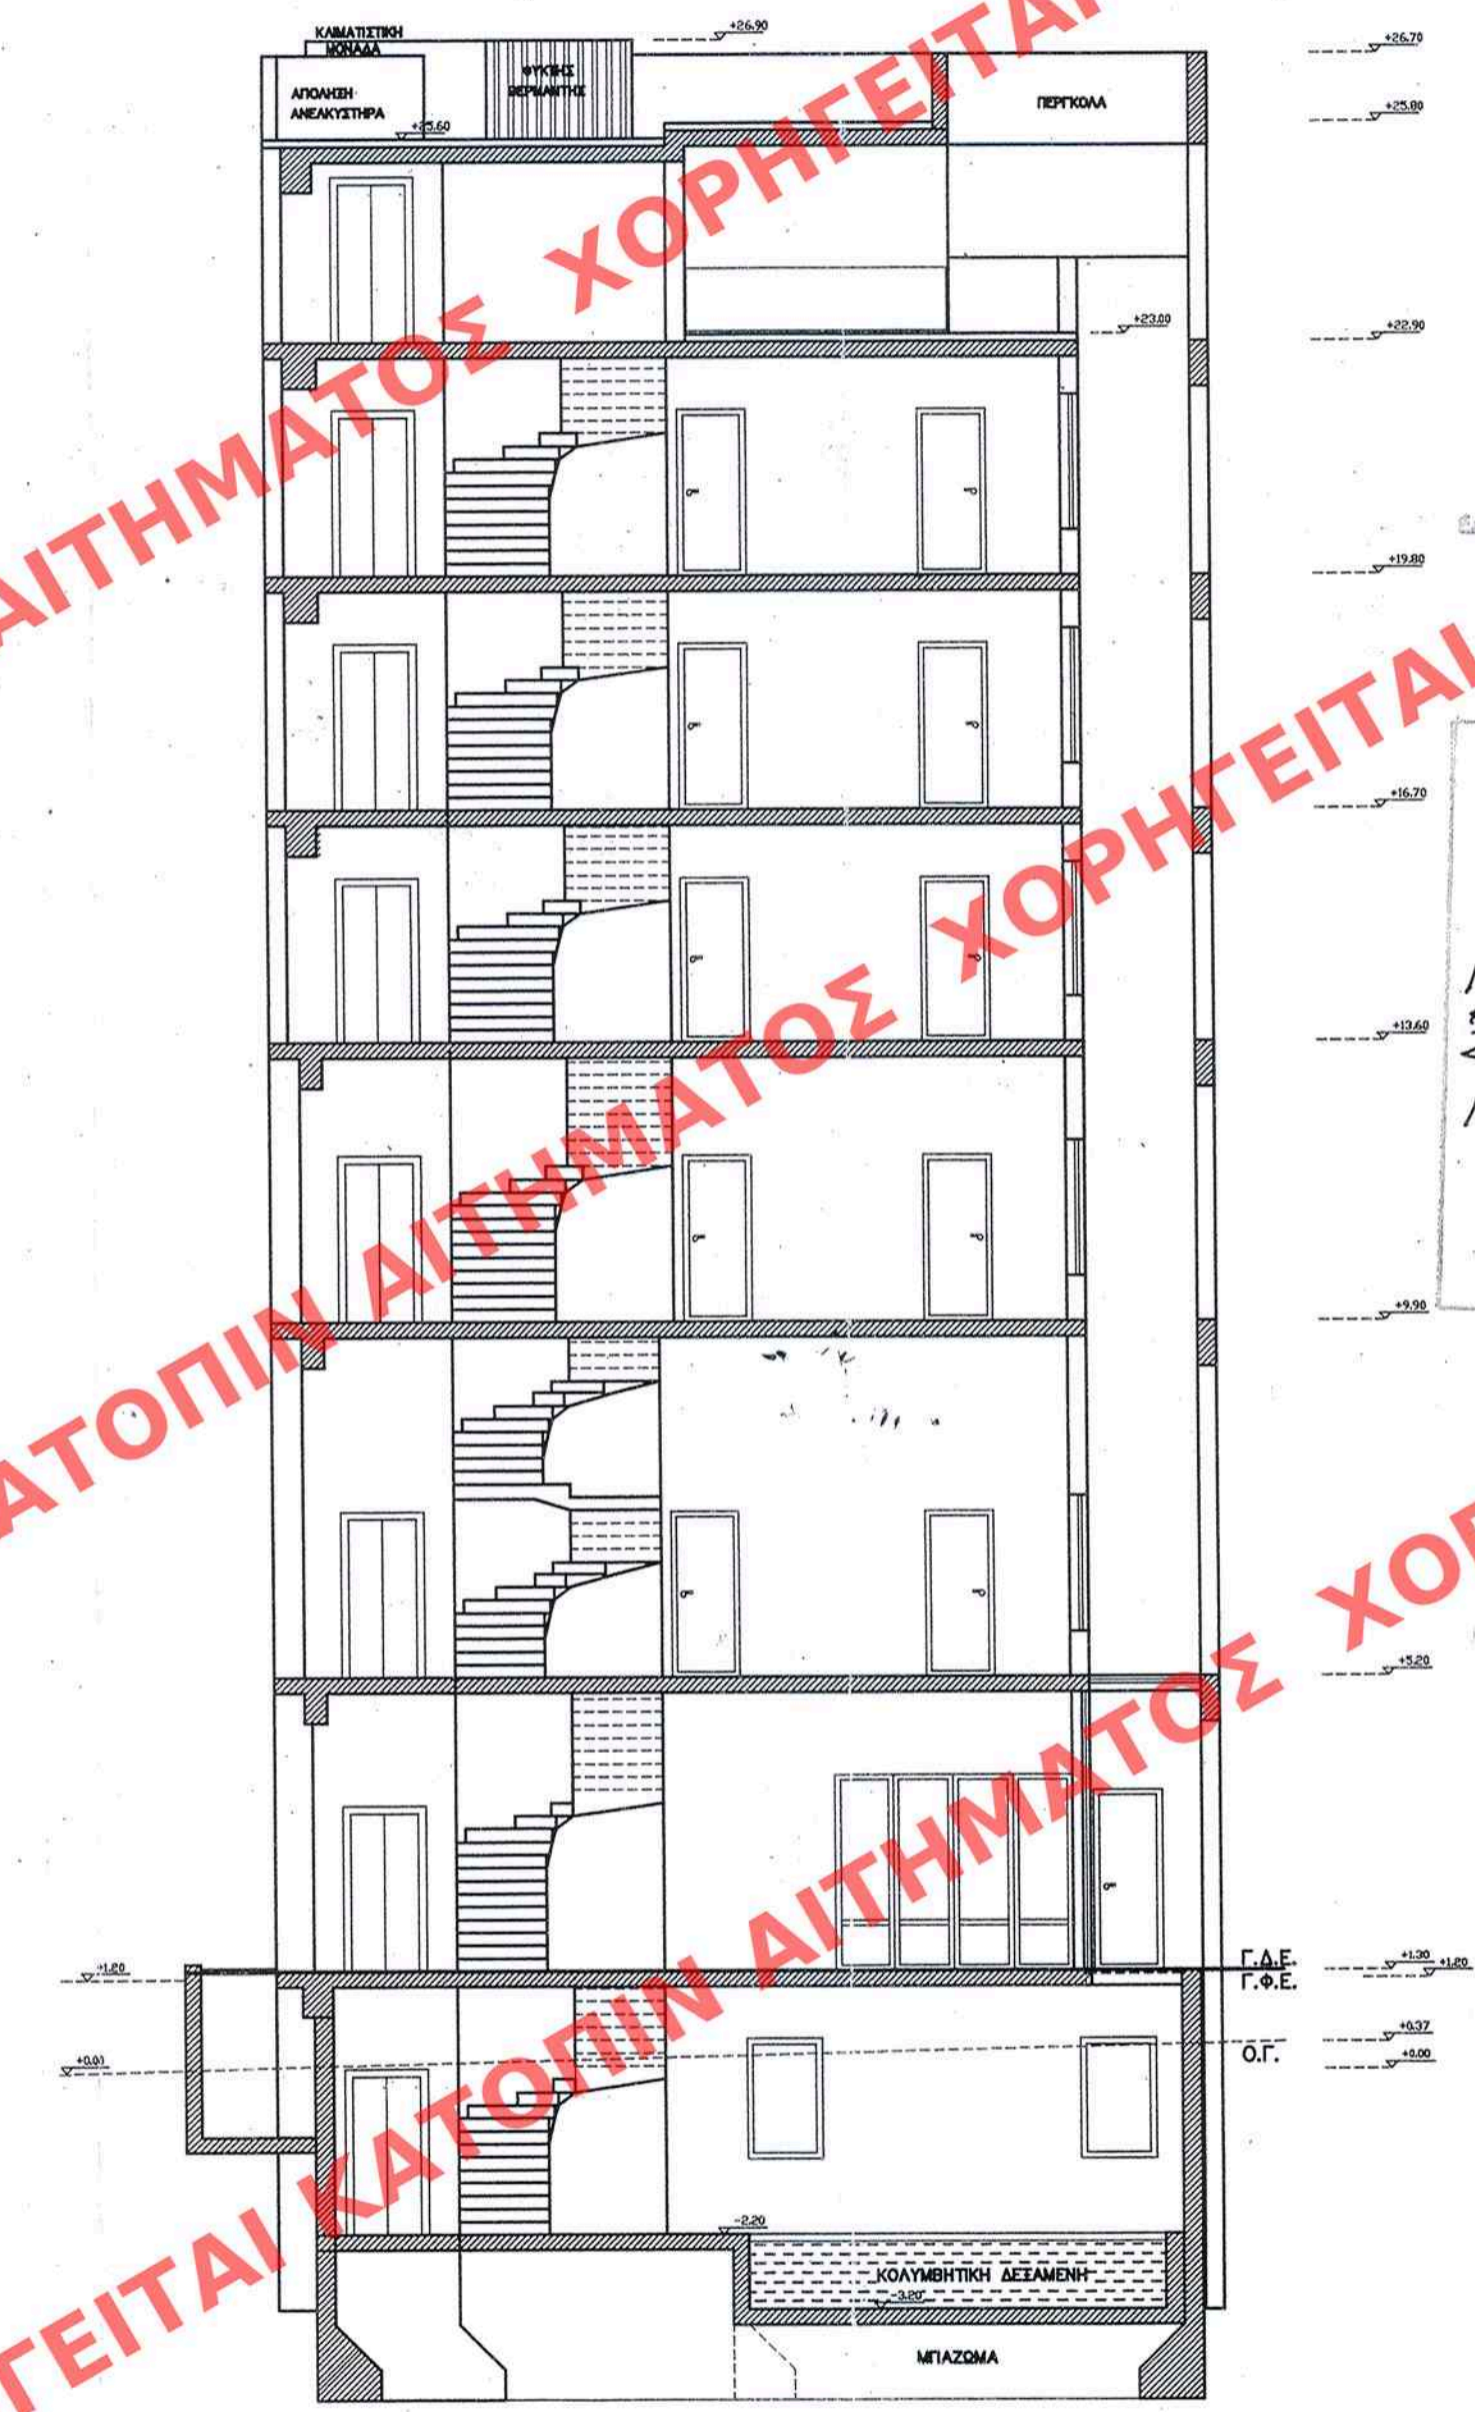 ΚΛΙΜΑΤΙΣΤΙΚΗ
ΜΟΝΑΔΑ
+26.90
+26.70
ΨΥΚΤΗΣ
ΘΕΡΜΑΝΤΗΣ
ΑΠΟΛΗΞΗ
ΑΝΕΛΚΥΣΤΗΡΑ
ΠΕΡΓΚΟΛΑ
+25.80
+25.60
+23.00
+22.90
ΑΙΤΗΜΑΤΟΣ ΧΟΡΗΓΕΙΤΑΙ
+19.80
+16.70
+13.60
+9.90
ΚΑΤΟΠΙΝ ΑΙΤΗΜΑΤΟΣ ΧΟΡΗΓΕΙΤΑΙ
+5.20
Γ.Δ.Ε.
Γ.Φ.Ε.
+1.20
+1.30
+1.20
+0.37
Ο.Γ.
+0.00
+0.00
-2.20
ΚΟΛΥΜΒΗΤΙΚΗ ΔΕΞΑΜΕΝΗ
-3.20
ΜΠΑΖΩΜΑ
ΧΟΡΗΓΕΙΤΑΙ ΚΑΤΟΠΙΝ ΑΙΤΗΜΑΤΟΣ ΧΟΡ